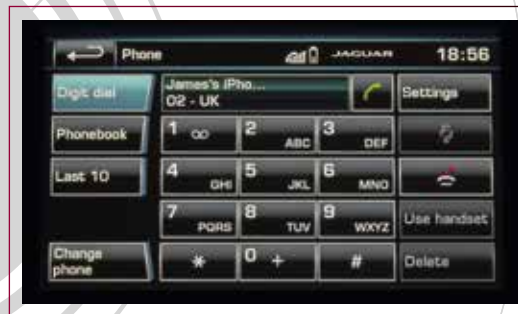 Phone JAGUAR 18:56
Digit dial
James's iPho...
O2 - UK
Settings
Phonebook
1 2 ABC 3 DEF
Last 10
4 GHI 5 JKL 6 MNO
7 PQRS 8 TUV 9 WXYZ
Use handset
Change
phone
* 0 + #
Delete